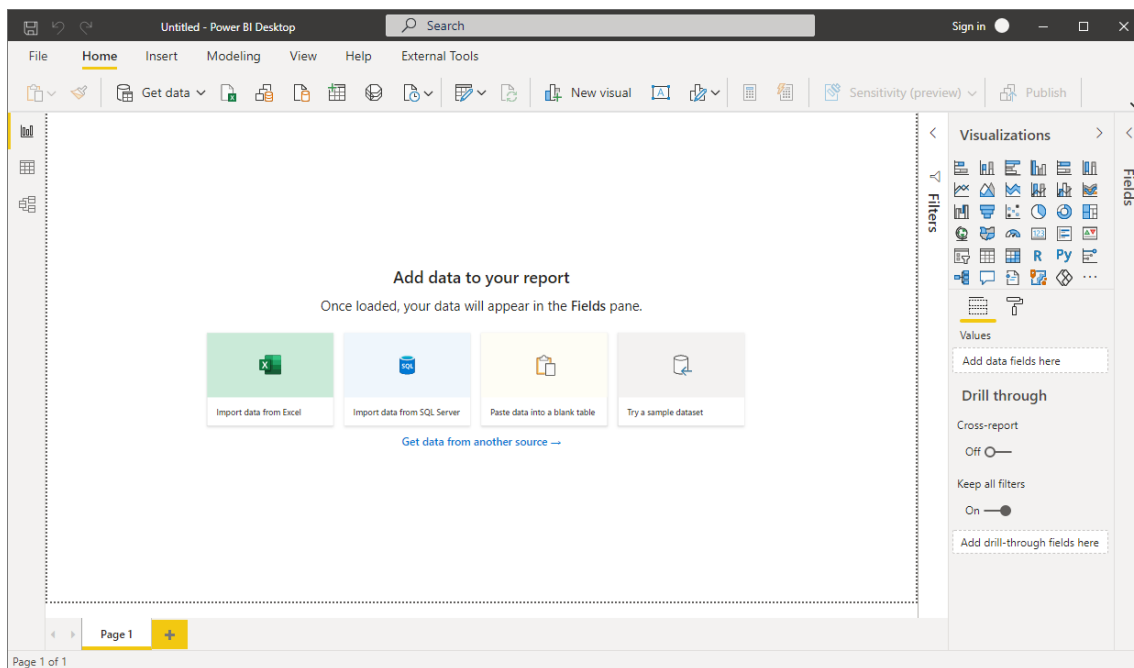 Untitled - Power BI Desktop
Search
Sign in
File Home Insert Modeling View Help External Tools
Get data
New visual
A
Sensitivity (preview)
Publish
Visualizations
Fields
Filters
123
R Py
Add data to your report
Once loaded, your data will appear in the Fields pane.
X
SQL
Import data from Excel
Import data from SQL Server
Paste data into a blank table
Try a sample dataset
Get data from another source →
Values
Add data fields here
Drill through
Cross-report
Off
Keep all filters
On
Add drill-through fields here
Page 1
+
Page 1 of 1